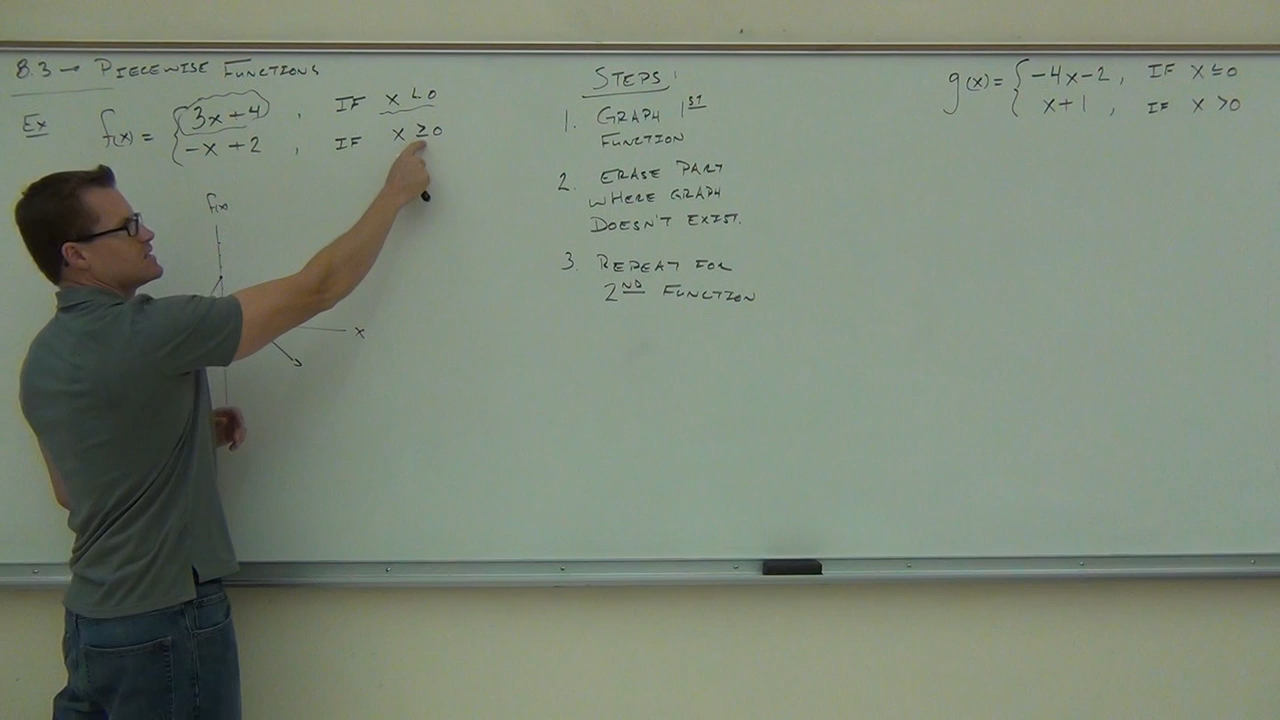 8.3 → PIECEWISE FUNCTIONS
Ex f(x) = { 3x + 4 , IF x < 0
-x + 2 , IF x ≥ 0
f(x)
x
STEPS:
1. GRAPH 1ST
FUNCTION
2. ERASE PART
WHERE GRAPH
DOESN'T EXIST.
3. REPEAT FOR
2ND FUNCTION
g(x) = { -4x - 2 , IF x ≤ 0
x + 1 , IF x > 0